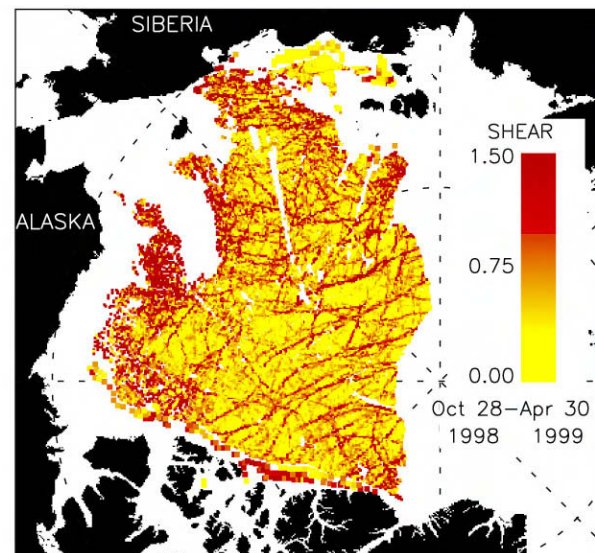 SIBERIA
ALASKA
SHEAR
1.50
0.75
0.00
Oct 28-Apr 30
1998 1999